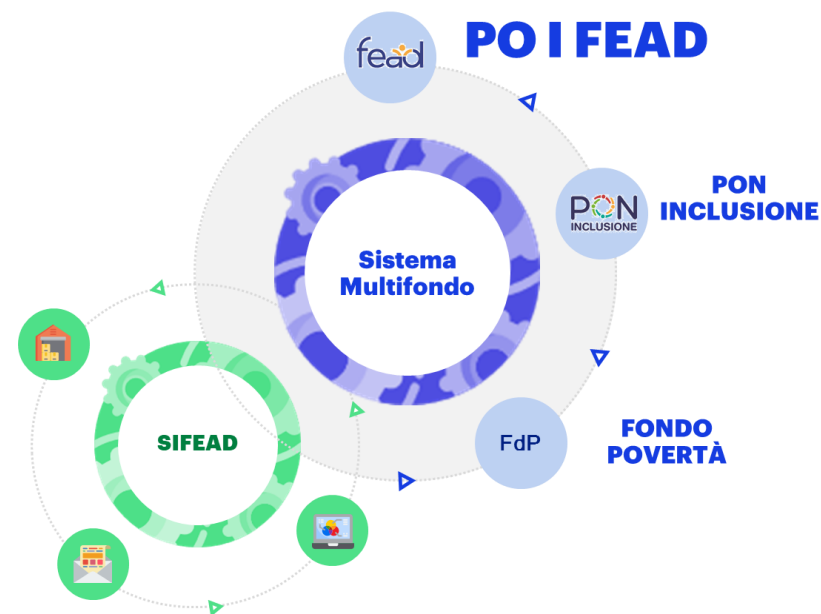 fead
PO I FEAD
PON
INCLUSIONE
PON
INCLUSIONE
Sistema
Multifondo
SIFEAD
FdP
FONDO
POVERTÀ